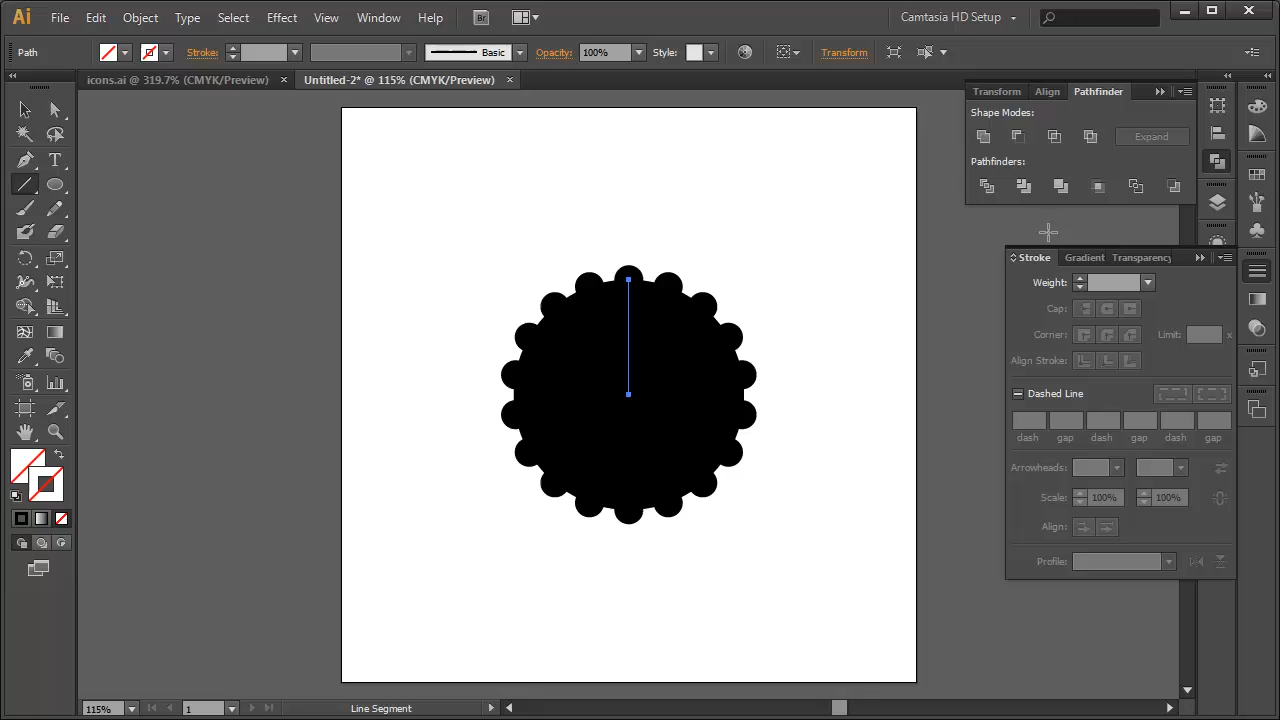 Ai File Edit Object Type Select Effect View Window Help Br Camtasia HD Setup
Path Stroke: Basic Opacity: 100% Style: Transform
icons.ai @ 319.7% (CMYK/Preview) × Untitled-2* @ 115% (CMYK/Preview) ×
Transform Align Pathfinder
Shape Modes:
Expand
Pathfinders:
Stroke Gradient Transparency
Weight:
Cap:
Corner: Limit: x
Align Stroke:
Dashed Line
dash gap dash gap dash gap
Arrowheads:
Scale: 100% 100%
Align:
Profile:
115% 1 Line Segment